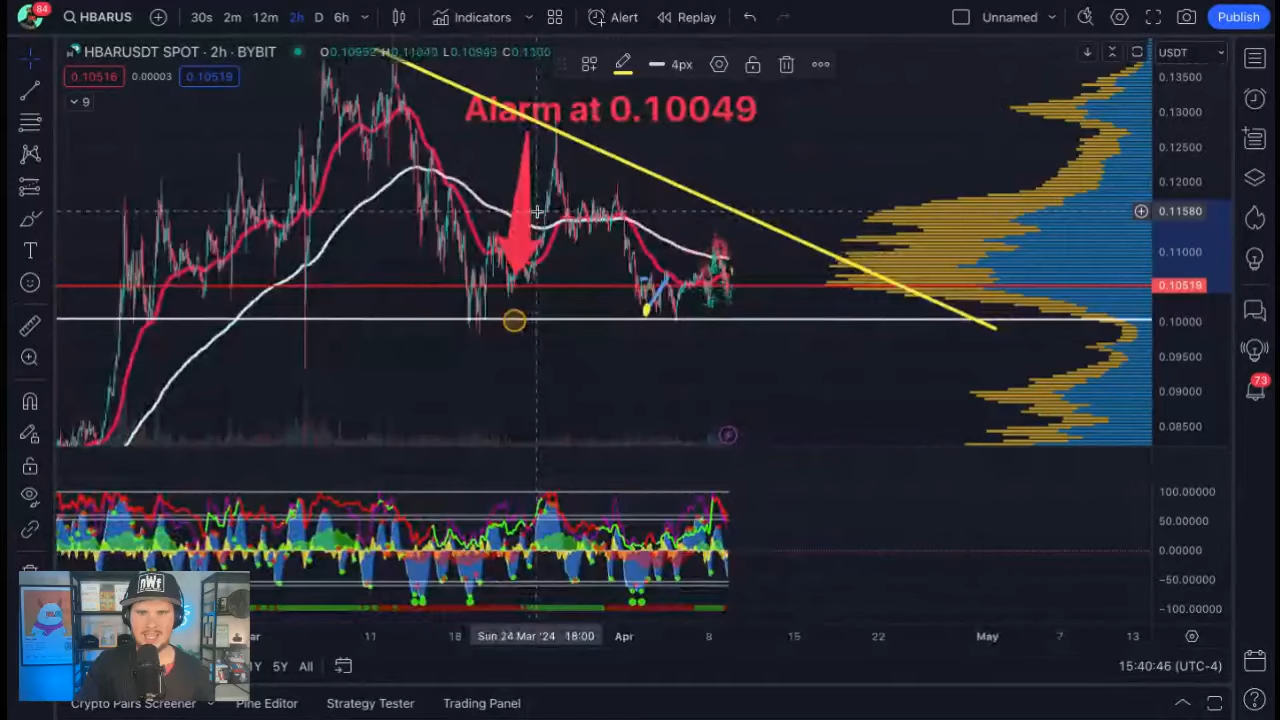 84
HBARUS
30s 2m 12m 2h D 6h
Indicators
Alert
Replay
Unnamed
Publish
HBARUSDT SPOT · 2h · BYBIT
0.10516 0.00003 0.10519
9
4px
USDT
Alarm at 0.10049
0.13500
0.13000
0.12500
0.12000
0.11580
0.11000
0.10519
0.10000
0.09500
0.09000
0.08500
73
100.00000
50.00000
0.00000
−50.00000
−100.00000
DWF
11 18 Sun 24 Mar '24 18:00 Apr 8 15 22 May 7 13
5Y All
15:40:46 (UTC-4)
Crypto Pairs Screener Pine Editor Strategy Tester Trading Panel